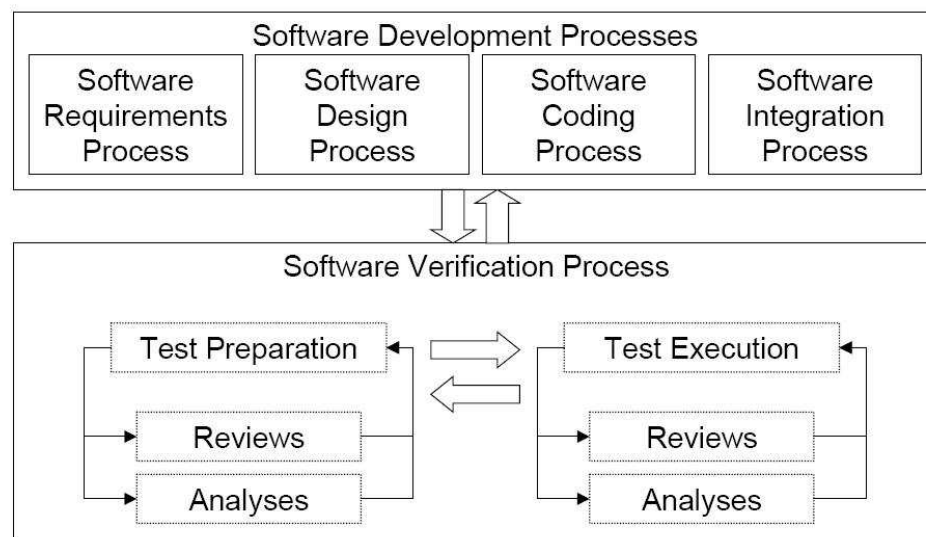 Software Development Processes
Software
Requirements
Process
Software
Design
Process
Software
Coding
Process
Software
Integration
Process
Software Verification Process
Test Preparation
Reviews
Analyses
Test Execution
Reviews
Analyses